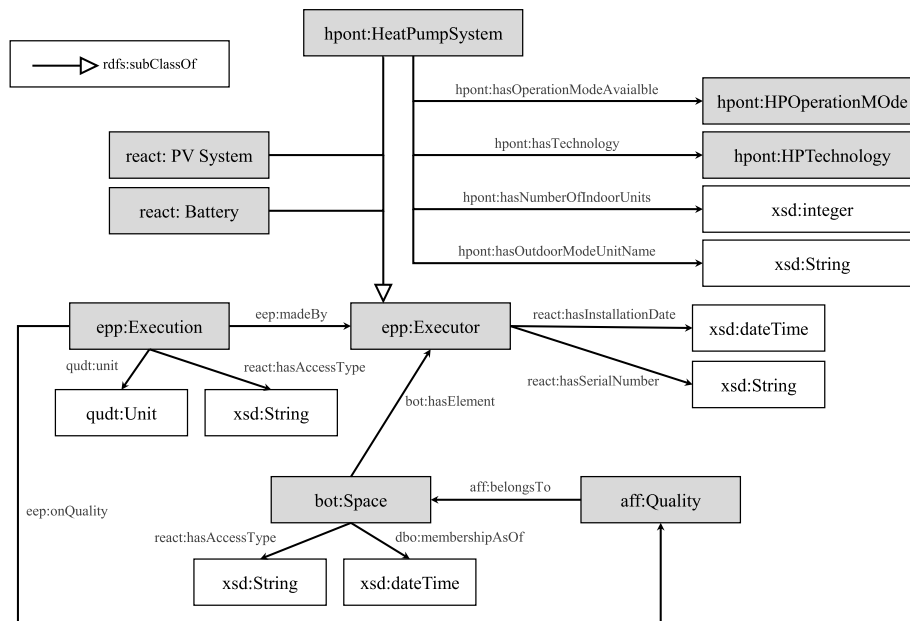 hpont:HeatPumpSystem
rdfs:subClassOf
hpont:hasOperationModeAvaialble
hpont:HPOperationMOde
react: PV System
hpont:hasTechnology
hpont:HPTechnology
react: Battery
hpont:hasNumberOfIndoorUnits
xsd:integer
hpont:hasOutdoorModeUnitName
xsd:String
epp:Execution
eep:madeBy
epp:Executor
react:hasInstallationDate
xsd:dateTime
qudt:unit
react:hasAccessType
react:hasSerialNumber
xsd:String
qudt:Unit
xsd:String
bot:hasElement
bot:Space
aff:belongsTo
aff:Quality
eep:onQuality
react:hasAccessType
dbo:membershipAsOf
xsd:String
xsd:dateTime